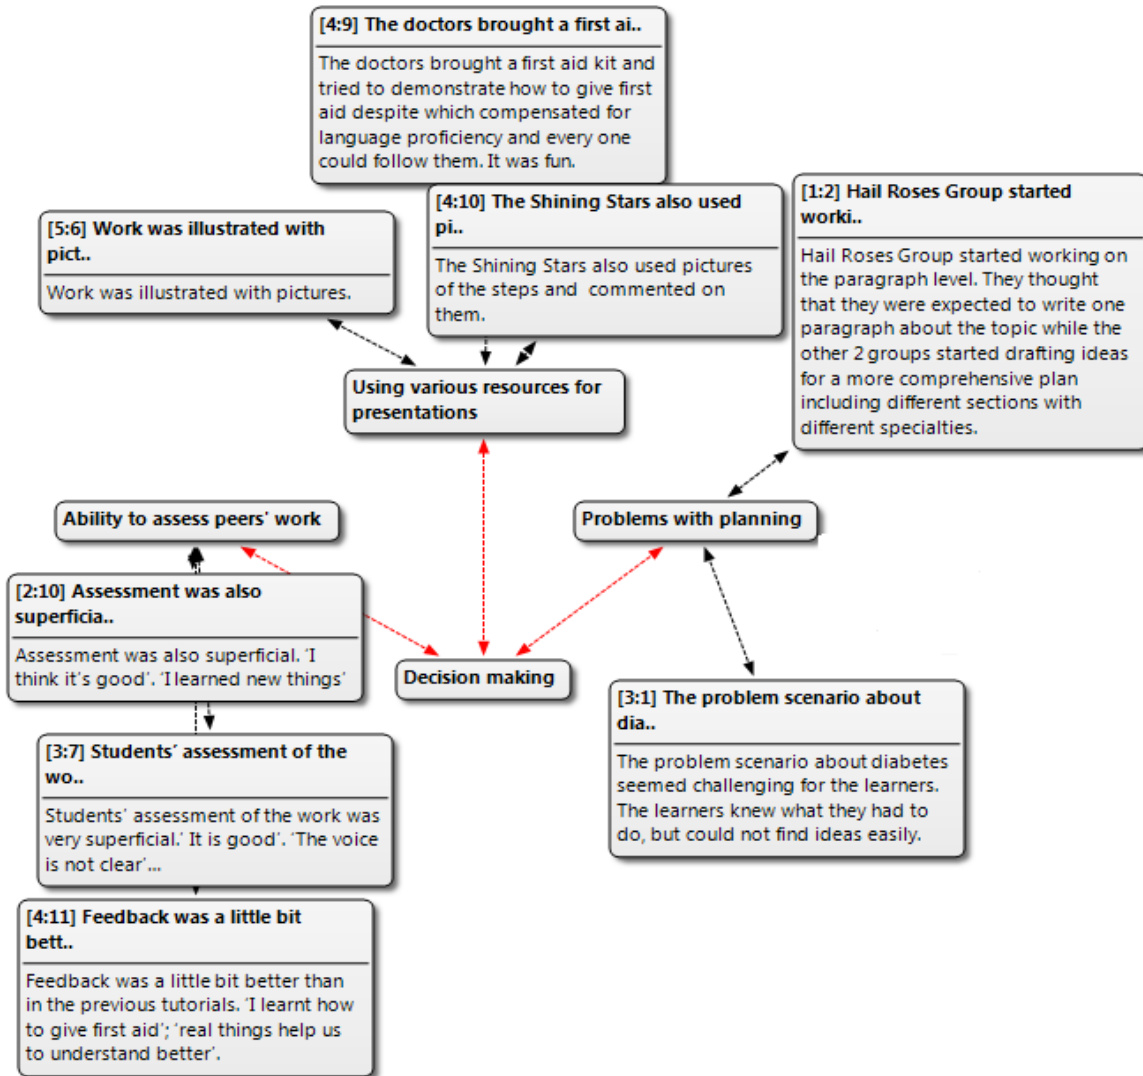 [4:9] The doctors brought a first ai..
The doctors brought a first aid kit and
tried to demonstrate how to give first
aid despite which compensated for
language proficiency and every one
could follow them. It was fun.
[5:6] Work was illustrated with
pict..
Work was illustrated with pictures.
[4:10] The Shining Stars also used
pi..
The Shining Stars also used pictures
of the steps and  commented on
them.
[1:2] Hail Roses Group started
worki..
Hail Roses Group started working
on the paragraph level. They thought
that they were expected to write one
paragraph about the topic while the
other 2 groups started drafting ideas
for a more comprehensive plan
including different sections with
different specialties.
Using various resources for
presentations
Ability to assess peers’ work
Problems with planning
[2:10] Assessment was also
superficia..
Assessment was also superficial. ‘I
think it’s good’. ‘I learned new things’
Decision making
[3:7] Students’ assessment of the
wo..
Students’ assessment of the work was
very superficial.’ It is good’. ‘The voice
is not clear’...
[3:1] The problem scenario about
dia..
The problem scenario about diabetes
seemed challenging for the learners.
The learners knew what they had to
do, but could not find ideas easily.
[4:11] Feedback was a little bit
bett..
Feedback was a little bit better than
in the previous tutorials. ‘I learnt how
to give first aid’; ‘real things help us
to understand better’.